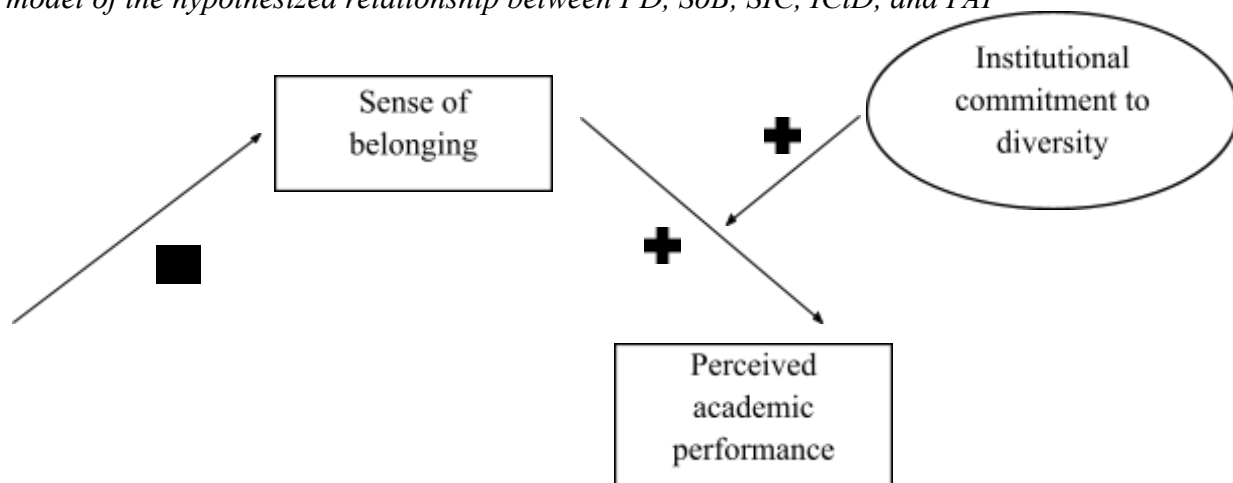 model of the hypothesized relationship between PD, SoB, SIC, ICtD, and PAP
Sense of
belonging
Institutional
commitment to
diversity
Perceived
academic
performance